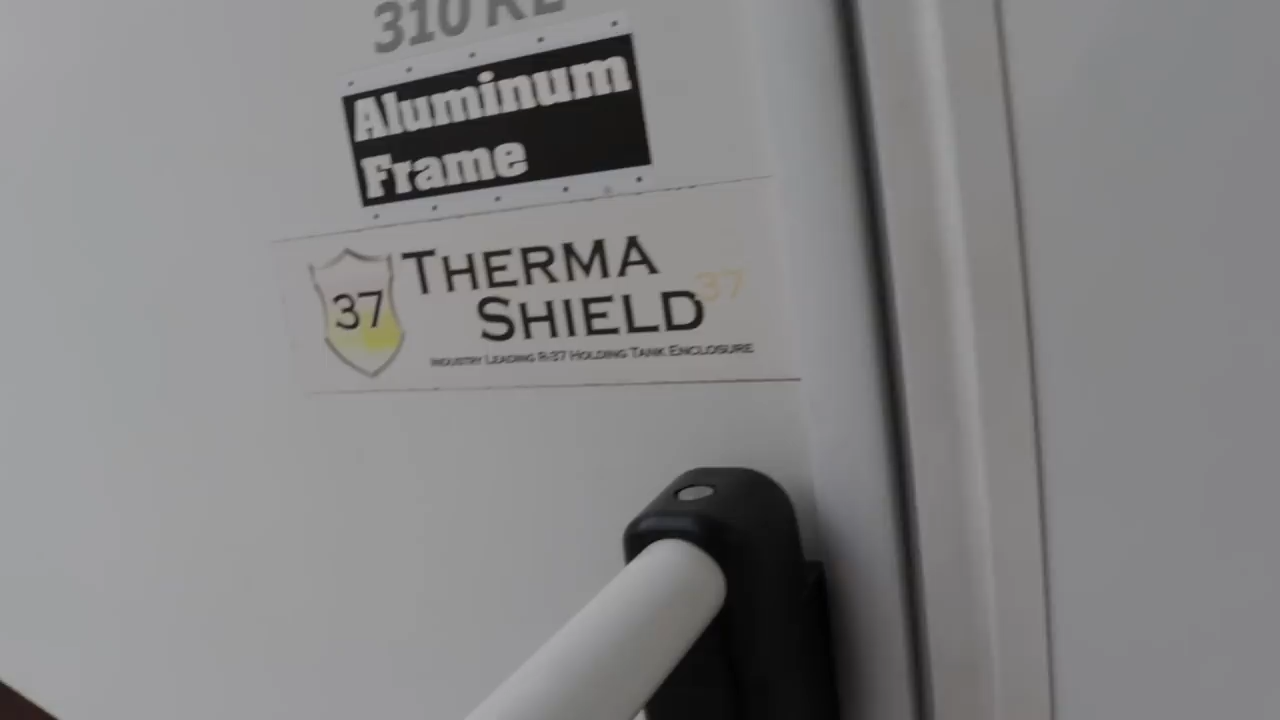 310 RL
Aluminum
Frame
37
THERMA
SHIELD 37
INDUSTRY LEADING R-37 HOLDING TANK ENCLOSURE